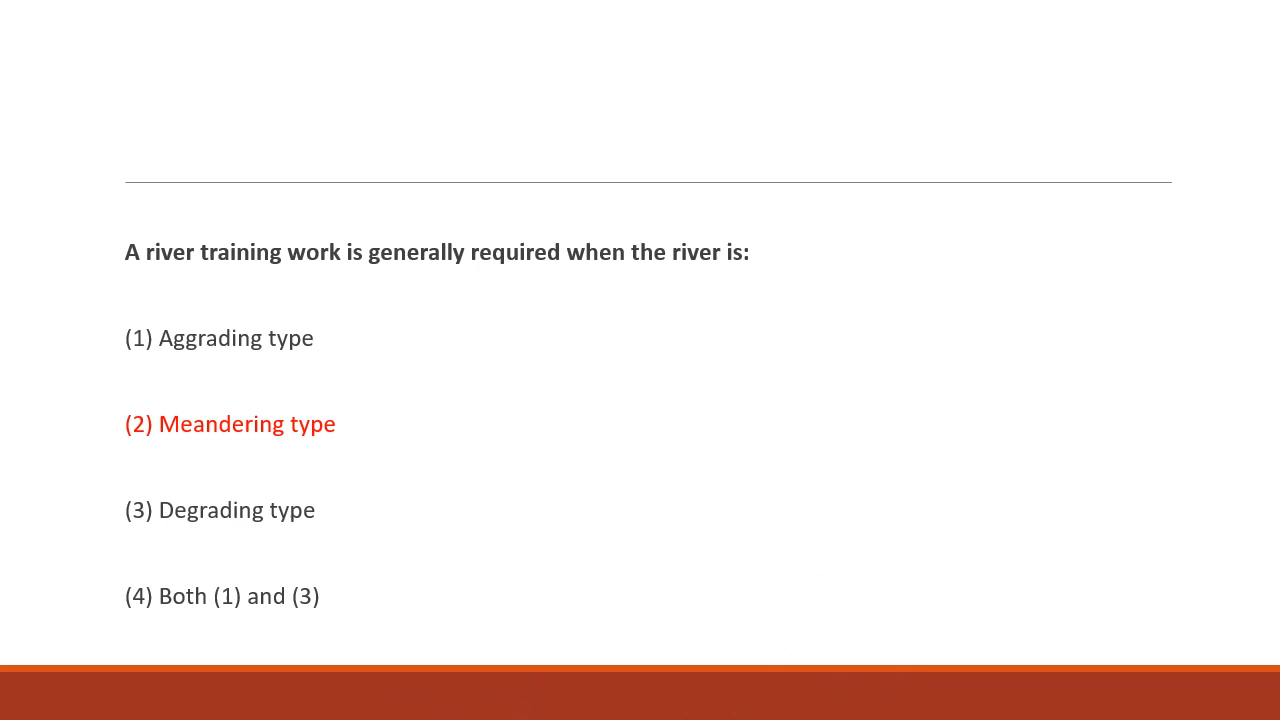 A river training work is generally required when the river is:
(1) Aggrading type
(2) Meandering type
(3) Degrading type
(4) Both (1) and (3)